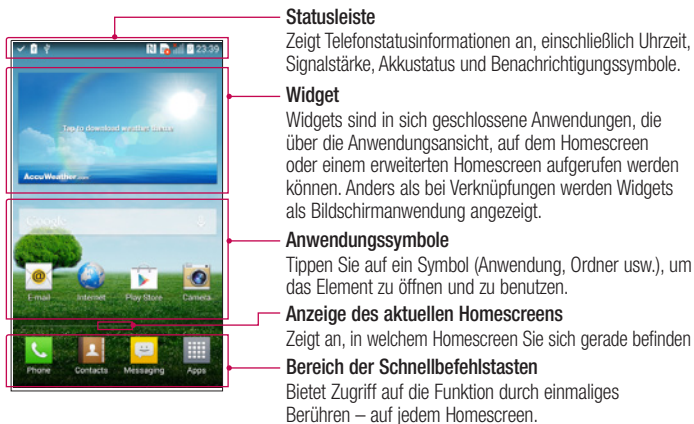 Statusleiste
Zeigt Telefonstatusinformationen an, einschließlich Uhrzeit,
Signalstärke, Akkustatus und Benachrichtigungssymbole.
Widget
Widgets sind in sich geschlossene Anwendungen, die
über die Anwendungsansicht, auf dem Homescreen
oder einem erweiterten Homescreen aufgerufen werden
können. Anders als bei Verknüpfungen werden Widgets
als Bildschirmanwendung angezeigt.
Anwendungssymbole
Tippen Sie auf ein Symbol (Anwendung, Ordner usw.), um
das Element zu öffnen und zu benutzen.
Anzeige des aktuellen Homescreens
Zeigt an, in welchem Homescreen Sie sich gerade befinden
Bereich der Schnellbefehlstasten
Bietet Zugriff auf die Funktion durch einmaliges
Berühren – auf jedem Homescreen.
23:39
Tap to download weather
AccuWeather.com
Google
E-mail Internet Play Store Camera
Phone Contacts Messaging Apps